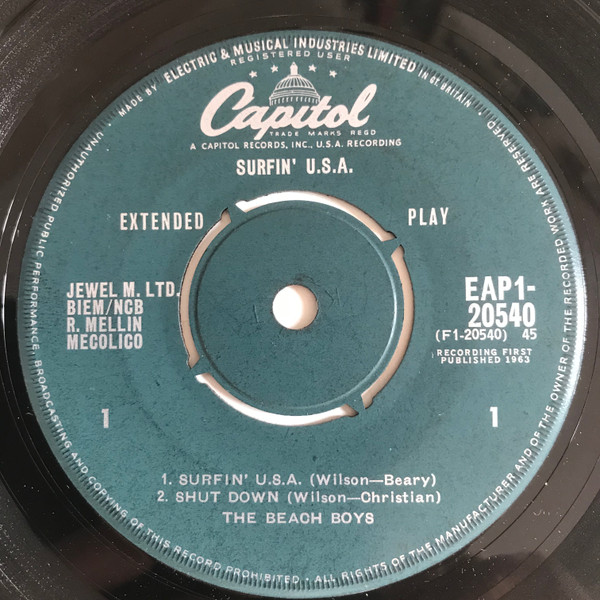 MADE BY ELECTRIC & MUSICAL INDUSTRIES LIMITED IN GT BRITAIN
REGISTERED USER
Capitol
TRADE MARKS REGD
A CAPITOL RECORDS, INC., U.S.A. RECORDING
SURFIN' U.S.A.
EXTENDED PLAY
JEWEL M. LTD.
BIEM/NCB
R. MELLIN
MECOLICO
EAP1-
20540
(F1-20540) 45
RECORDING FIRST
PUBLISHED 1963
1 1
1. SURFIN' U.S.A. (Wilson—Beary)
2. SHUT DOWN (Wilson—Christian)
THE BEACH BOYS
UNAUTHORIZED PUBLIC PERFORMANCE, BROADCASTING AND COPYING OF THIS RECORD PROHIBITED · ALL RIGHTS OF THE MANUFACTURER AND OF THE OWNER OF THE RECORDED WORK ARE RESERVED